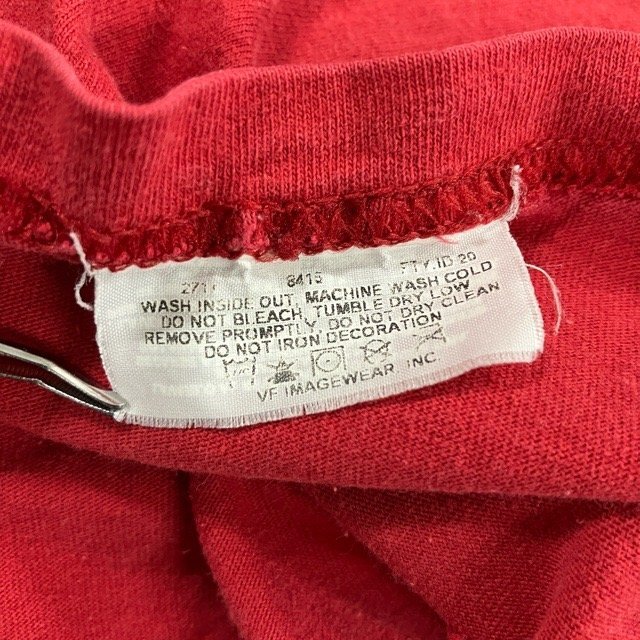 8415 FTY.ID 20
WASH INSIDE OUT, MACHINE WASH COLD
DO NOT BLEACH, TUMBLE DRY LOW
REMOVE PROMPTLY, DO NOT DRY CLEAN
DO NOT IRON DECORATION
VF IMAGEWEAR, INC.